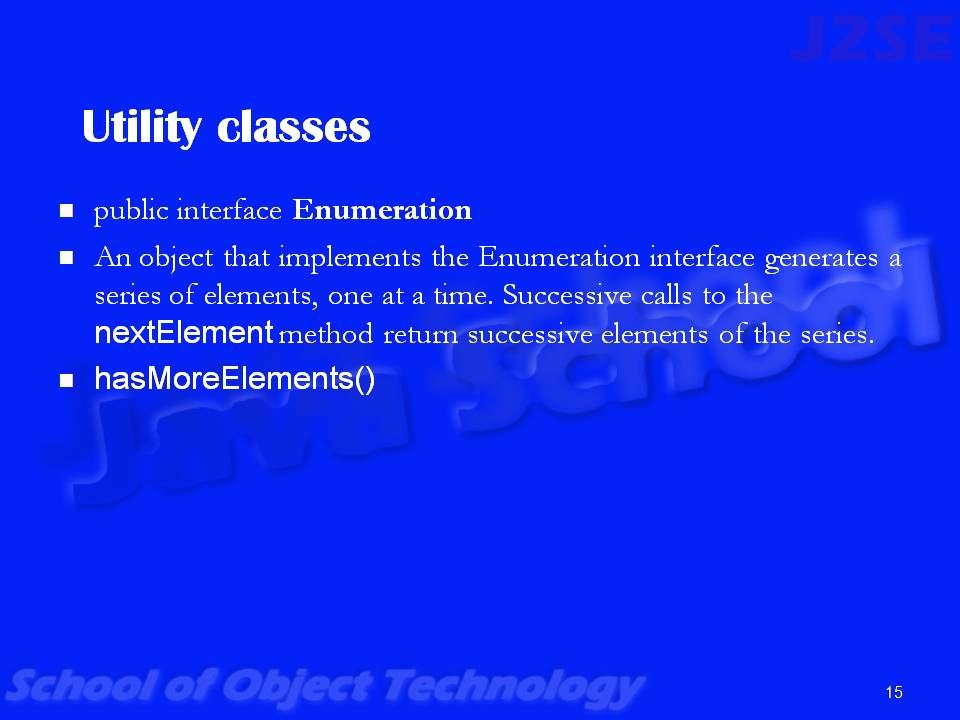 J2SE
Utility classes
public interface Enumeration
An object that implements the Enumeration interface generates a
series of elements, one at a time. Successive calls to the
nextElement method return successive elements of the series.
hasMoreElements()
Java School
School of Object Technology
15